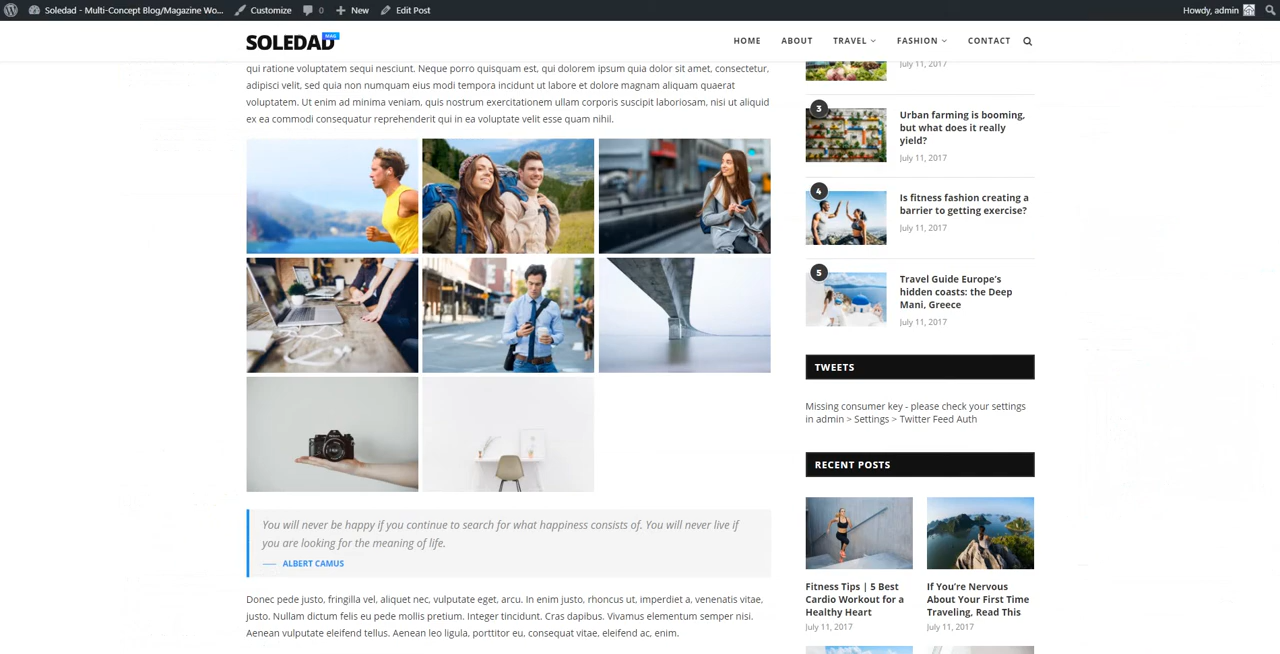 Soledad - Multi-Concept Blog/Magazine Wo...
Customize
0
New
Edit Post
Howdy, admin
SOLEDAD
MAG
HOME
ABOUT
TRAVEL
FASHION
CONTACT
qui ratione voluptatem sequi nesciunt. Neque porro quisquam est, qui dolorem ipsum quia dolor sit amet, consectetur,
adipisci velit, sed quia non numquam eius modi tempora incidunt ut labore et dolore magnam aliquam quaerat
voluptatem. Ut enim ad minima veniam, quis nostrum exercitationem ullam corporis suscipit laboriosam, nisi ut aliquid
ex ea commodi consequatur reprehenderit qui in ea voluptate velit esse quam nihil.
You will never be happy if you continue to search for what happiness consists of. You will never live if
you are looking for the meaning of life.
ALBERT CAMUS
Donec pede justo, fringilla vel, aliquet nec, vulputate eget, arcu. In enim justo, rhoncus ut, imperdiet a, venenatis vitae,
justo. Nullam dictum felis eu pede mollis pretium. Integer tincidunt. Cras dapibus. Vivamus elementum semper nisi.
Aenean vulputate eleifend tellus. Aenean leo ligula, porttitor eu, consequat vitae, eleifend ac, enim.
July 11, 2017
3
Urban farming is booming,
but what does it really
yield?
July 11, 2017
4
Is fitness fashion creating a
barrier to getting exercise?
July 11, 2017
5
Travel Guide Europe's
hidden coasts: the Deep
Mani, Greece
July 11, 2017
TWEETS
Missing consumer key - please check your settings
in admin > Settings > Twitter Feed Auth
RECENT POSTS
Fitness Tips | 5 Best
Cardio Workout for a
Healthy Heart
July 11, 2017
If You're Nervous
About Your First Time
Traveling, Read This
July 11, 2017